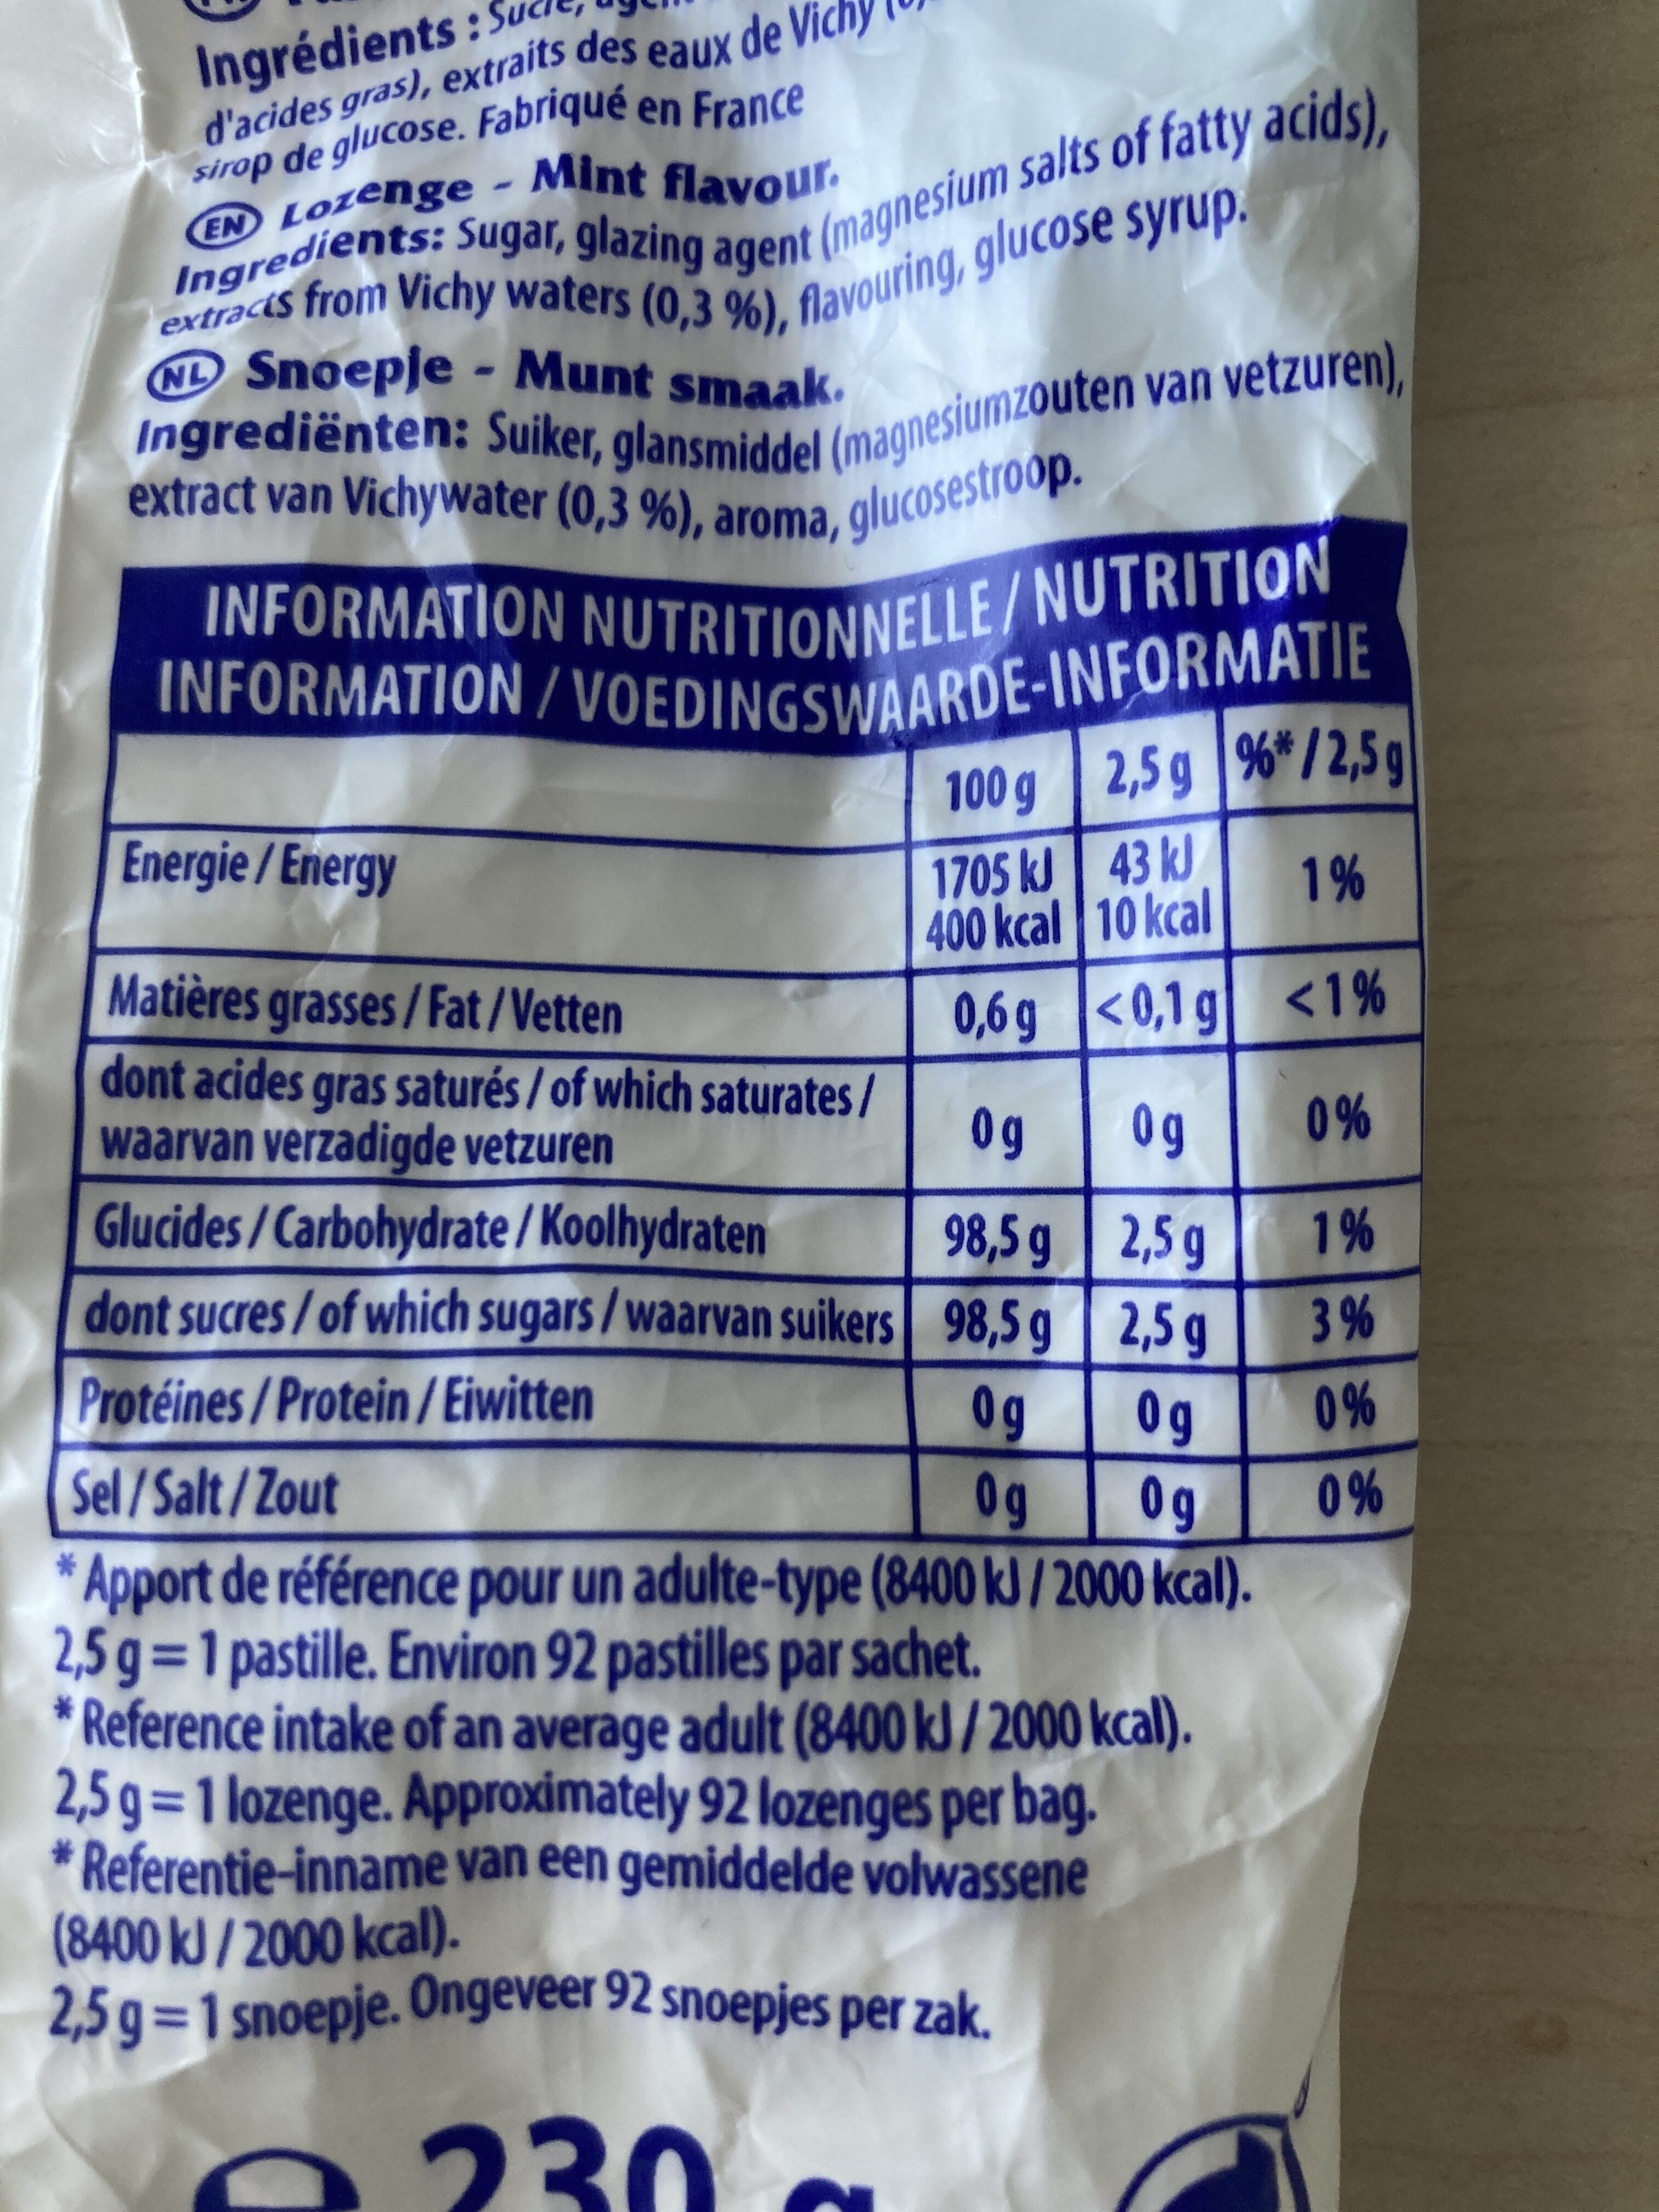 Ingrédients : Sucre,
d'acides gras), extraits des eaux de Vichy
sirop de glucose. Fabriqué en France
EN Lozenge - Mint flavour.
Ingredients: Sugar, glazing agent (magnesium salts of fatty acids),
extracts from Vichy waters (0,3 %), flavouring, glucose syrup.
NL Snoepje - Munt smaak.
Ingrediënten: Suiker, glansmiddel (magnesiumzouten van vetzuren),
extract van Vichywater (0,3 %), aroma, glucosestroop.
INFORMATION NUTRITIONNELLE / NUTRITION
INFORMATION / VOEDINGSWAARDE-INFORMATIE
100 g 2,5 g %* / 2,5 g
Energie / Energy 1705 kJ 43 kJ 1 %
400 kcal 10 kcal
Matières grasses / Fat / Vetten 0,6 g < 0,1 g < 1 %
dont acides gras saturés / of which saturates /
waarvan verzadigde vetzuren 0 g 0 g 0 %
Glucides / Carbohydrate / Koolhydraten 98,5 g 2,5 g 1 %
dont sucres / of which sugars / waarvan suikers 98,5 g 2,5 g 3 %
Protéines / Protein / Eiwitten 0 g 0 g 0 %
Sel / Salt / Zout 0 g 0 g 0 %
* Apport de référence pour un adulte-type (8400 kJ / 2000 kcal).
2,5 g = 1 pastille. Environ 92 pastilles par sachet.
* Reference intake of an average adult (8400 kJ / 2000 kcal).
2,5 g = 1 lozenge. Approximately 92 lozenges per bag.
* Referentie-inname van een gemiddelde volwassene
(8400 kJ / 2000 kcal).
2,5 g = 1 snoepje. Ongeveer 92 snoepjes per zak.
℮ 230 g